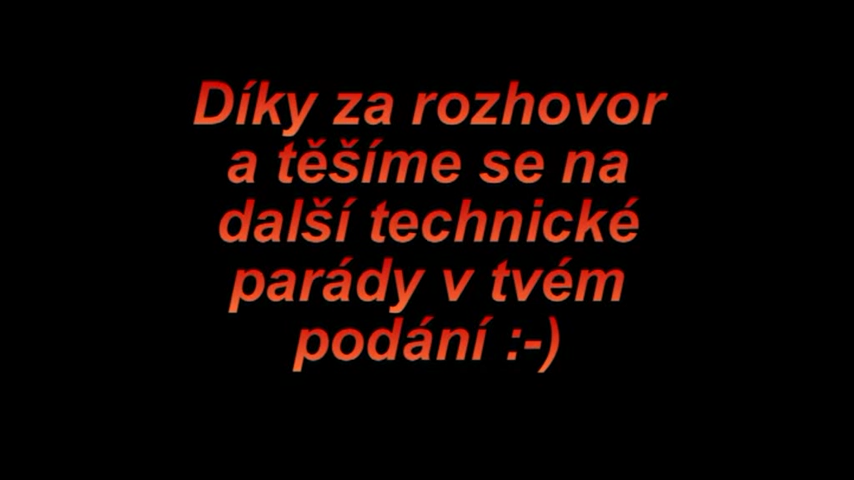 Díky za rozhovor
a těšíme se na
další technické
parády v tvém
podání :-)